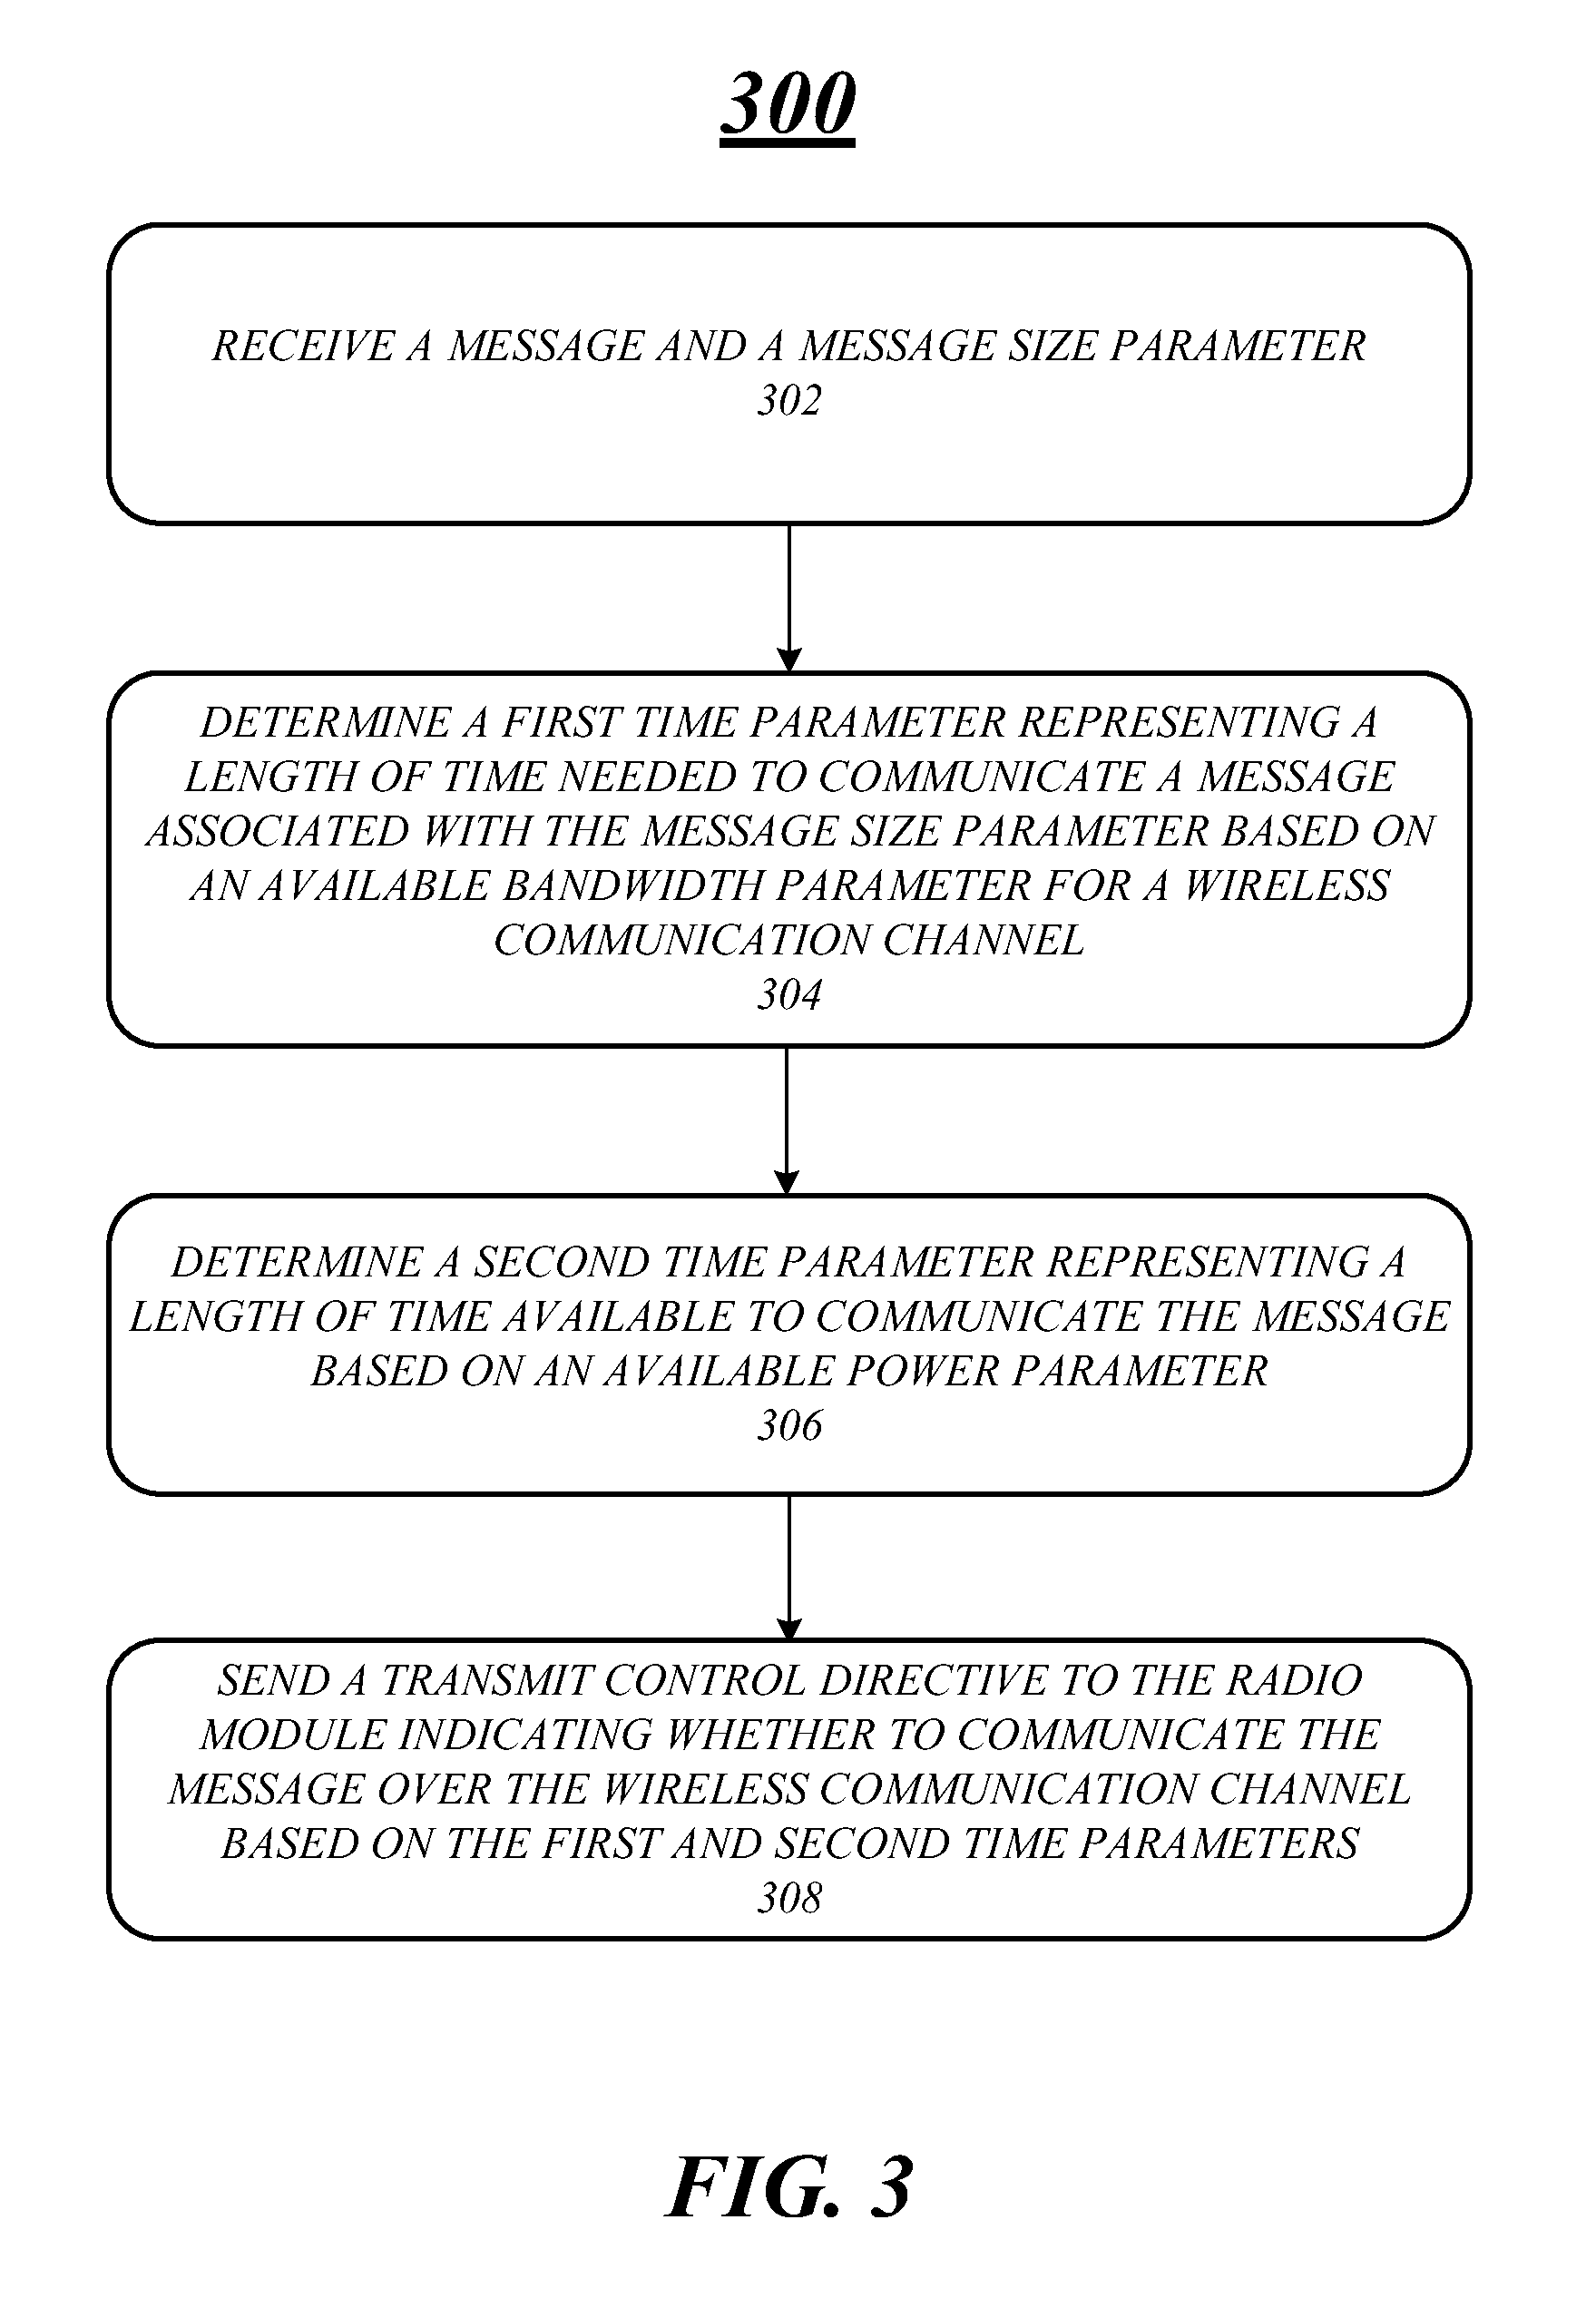 300
RECEIVE A MESSAGE AND A MESSAGE SIZE PARAMETER
302
DETERMINE A FIRST TIME PARAMETER REPRESENTING A
LENGTH OF TIME NEEDED TO COMMUNICATE A MESSAGE
ASSOCIATED WITH THE MESSAGE SIZE PARAMETER BASED ON
AN AVAILABLE BANDWIDTH PARAMETER FOR A WIRELESS
COMMUNICATION CHANNEL
304
DETERMINE A SECOND TIME PARAMETER REPRESENTING A
LENGTH OF TIME AVAILABLE TO COMMUNICATE THE MESSAGE
BASED ON AN AVAILABLE POWER PARAMETER
306
SEND A TRANSMIT CONTROL DIRECTIVE TO THE RADIO
MODULE INDICATING WHETHER TO COMMUNICATE THE
MESSAGE OVER THE WIRELESS COMMUNICATION CHANNEL
BASED ON THE FIRST AND SECOND TIME PARAMETERS
308
FIG. 3